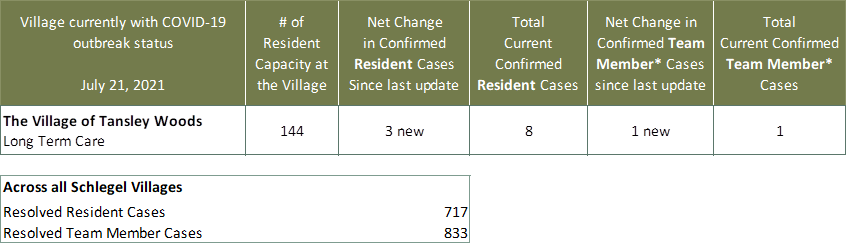 Village currently with COVID-19
outbreak status
July 21, 2021
# of
Resident
Capacity at
the Village
Net Change
in Confirmed
Resident Cases
Since last update
Total
Current
Confirmed
Resident Cases
Net Change in
Confirmed Team
Member* Cases
since last update
Total
Current Confirmed
Team Member*
Cases
The Village of Tansley Woods
Long Term Care
144
3 new
8
1 new
1
Across all Schlegel Villages
Resolved Resident Cases 717
Resolved Team Member Cases 833